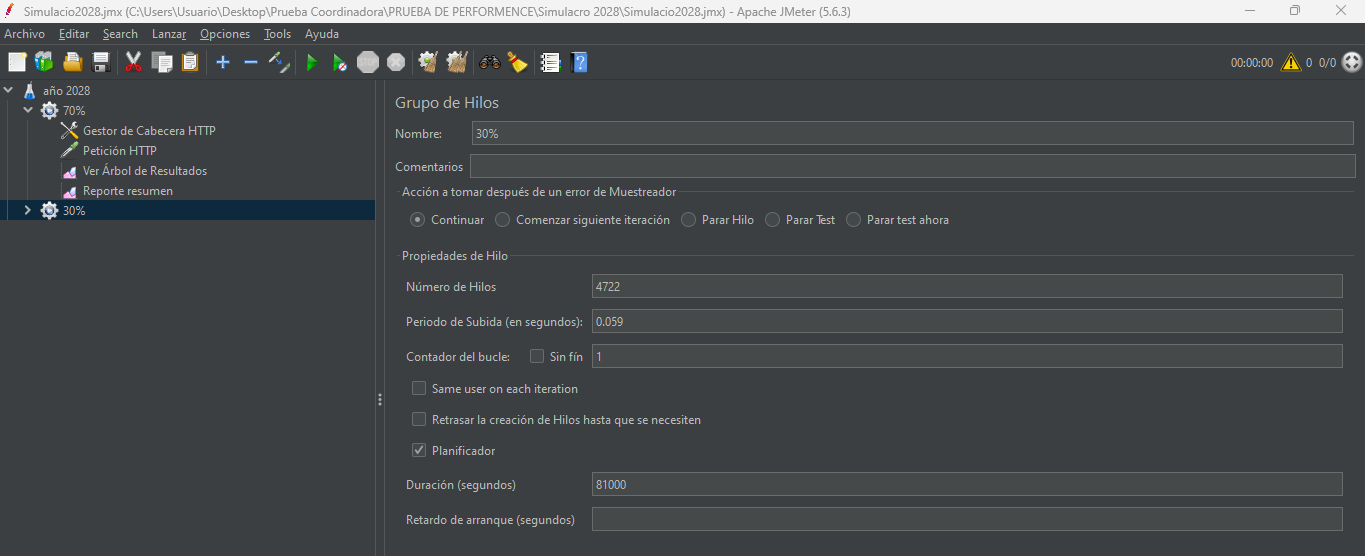 Simulacio2028.jmx (C:\Users\Usuario\Desktop\Prueba Coordinadora\PRUEBA DE PERFORMENCE\Simulacro 2028\Simulacio2028.jmx) - Apache JMeter (5.6.3)
Archivo Editar Search Lanzar Opciones Tools Ayuda
STOP 00:00:00 0 0/0
año 2028
70%
Gestor de Cabecera HTTP
Petición HTTP
Ver Árbol de Resultados
Reporte resumen
30%
Grupo de Hilos
Nombre: 30%
Comentarios
Acción a tomar después de un error de Muestreador
Continuar Comenzar siguiente iteración Parar Hilo Parar Test Parar test ahora
Propiedades de Hilo
Número de Hilos 4722
Periodo de Subida (en segundos): 0.059
Contador del bucle: Sin fín 1
Same user on each iteration
Retrasar la creación de Hilos hasta que se necesiten
Planificador
Duración (segundos) 81000
Retardo de arranque (segundos)